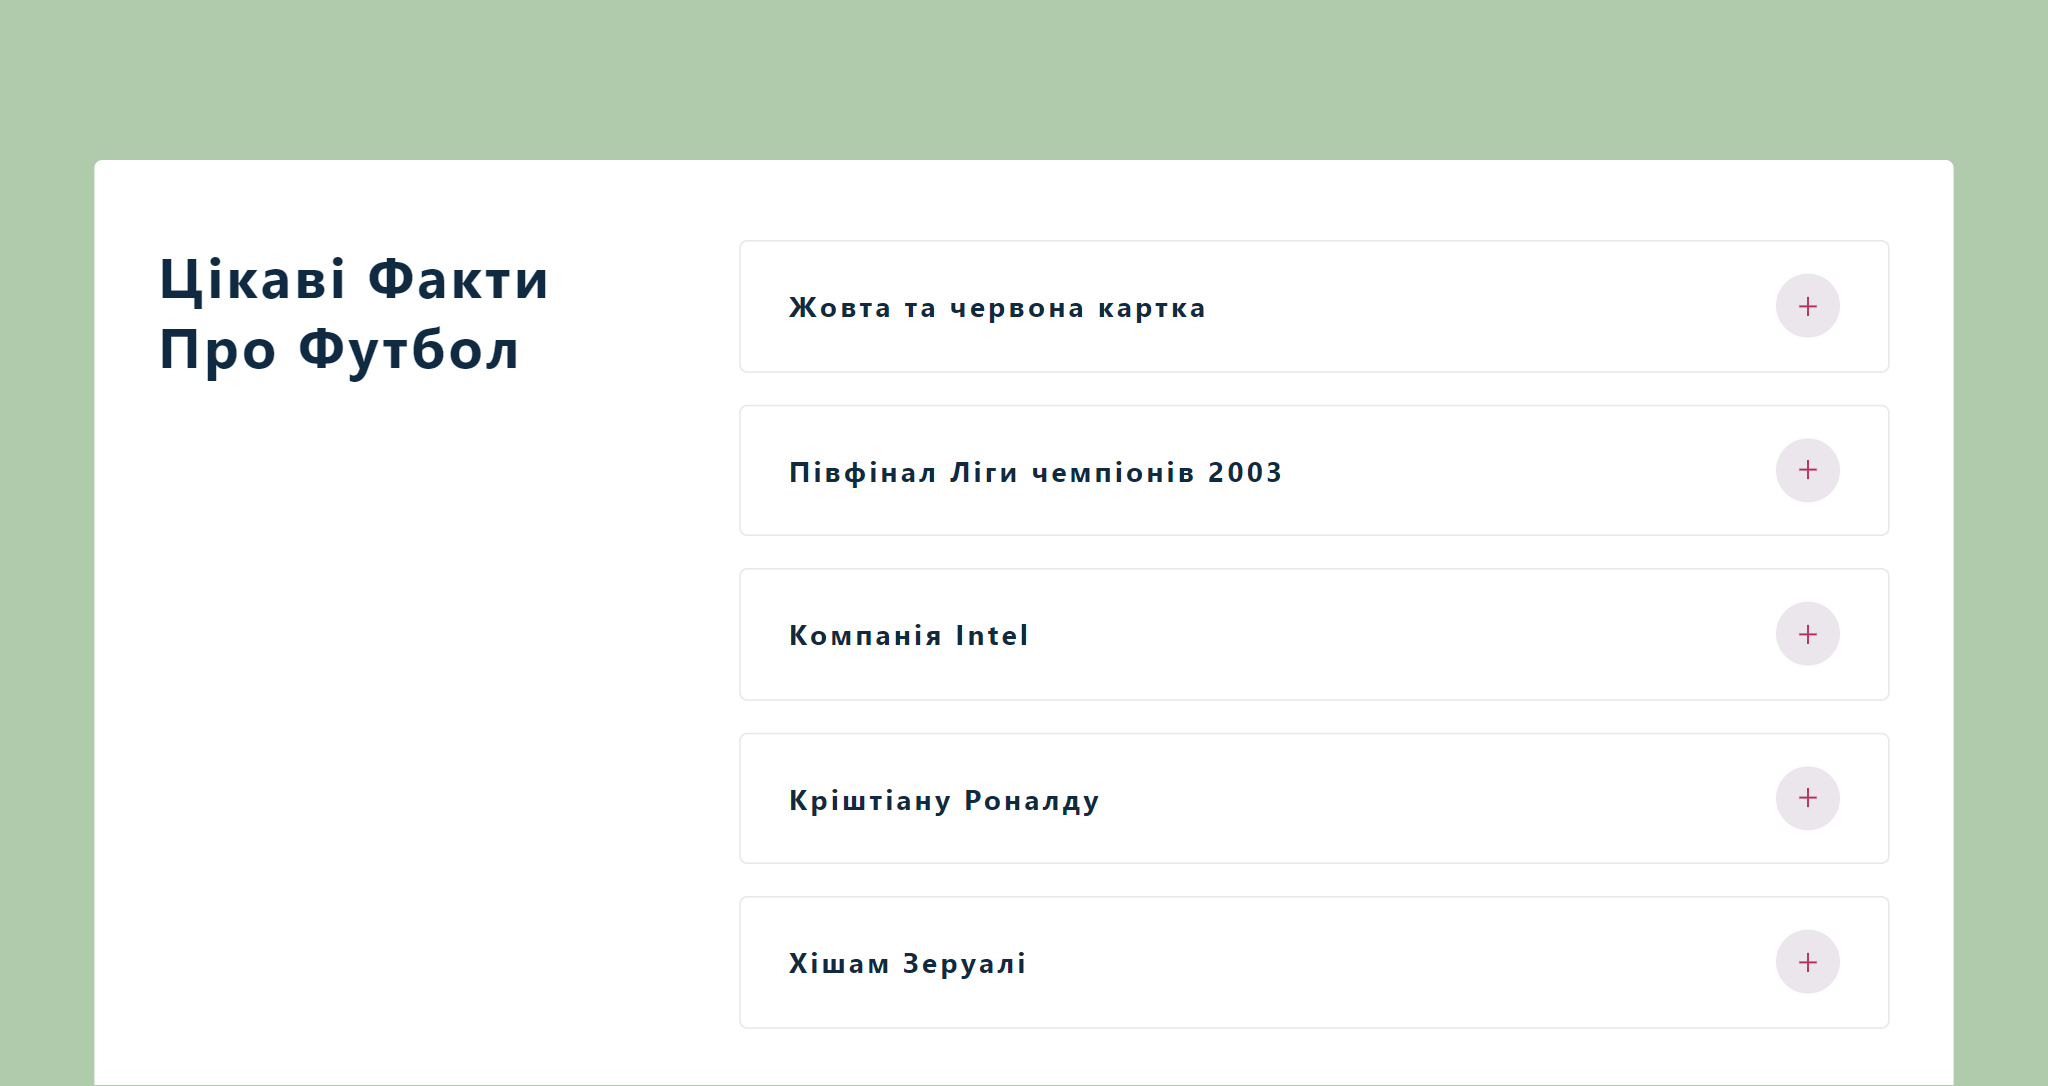 Цікаві Факти
Про Футбол
Жовта та червона картка
Півфінал Ліги чемпіонів 2003
Компанія Intel
Кріштіану Роналду
Хішам Зеруалі